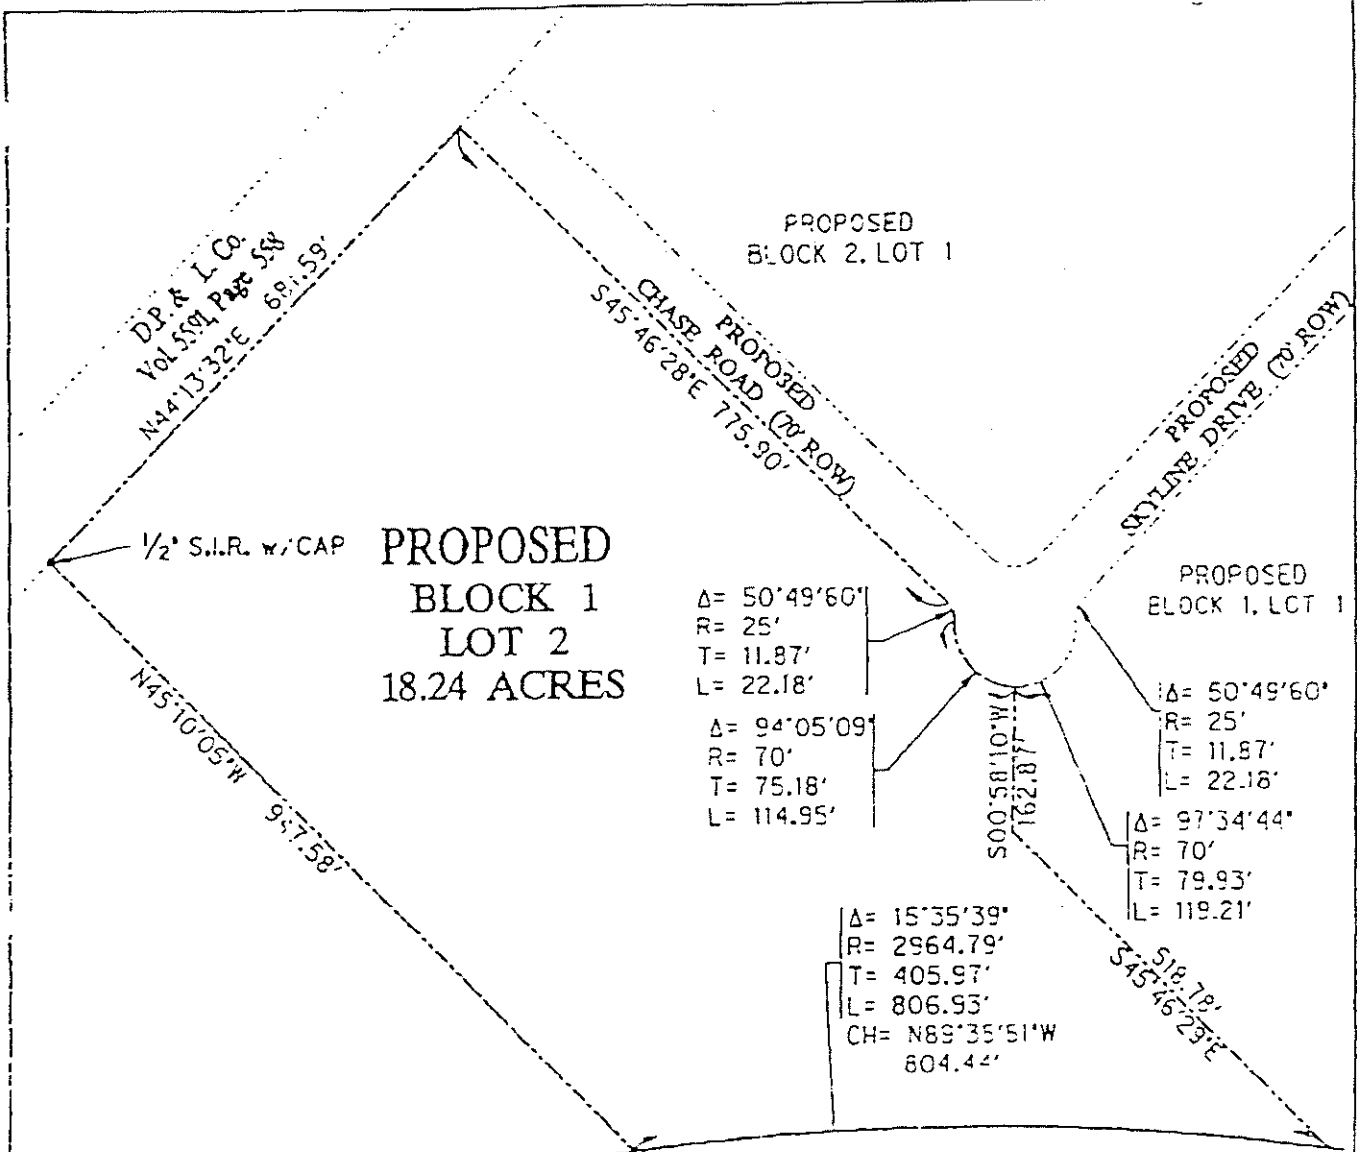 PROPOSED
BLOCK 2, LOT 1
D.P. & L. Co.
Vol. 5591, Page 558
N44°13'32"E 681.59'
PROPOSED
CHASE ROAD (70' ROW)
S45°46'28"E 775.90'
PROPOSED
SKYLINE DRIVE (70' ROW)
1/2" S.I.R. w/CAP
PROPOSED
BLOCK 1
LOT 2
18.24 ACRES
PROPOSED
BLOCK 1, LOT 1
Δ= 50°49'60"
R= 25'
T= 11.87'
L= 22.18'
Δ= 94°05'09"
R= 70'
T= 75.18'
L= 114.95'
Δ= 50°49'60"
R= 25'
T= 11.87'
L= 22.18'
Δ= 97°34'44"
R= 70'
T= 79.93'
L= 119.21'
S00°58'10"W
162.87'
N45°10'05"W 947.58'
Δ= 15°35'39"
R= 2964.79'
T= 405.97'
L= 806.93'
CH= N89°35'51"W
804.44'
518.78'
S45°46'29"E